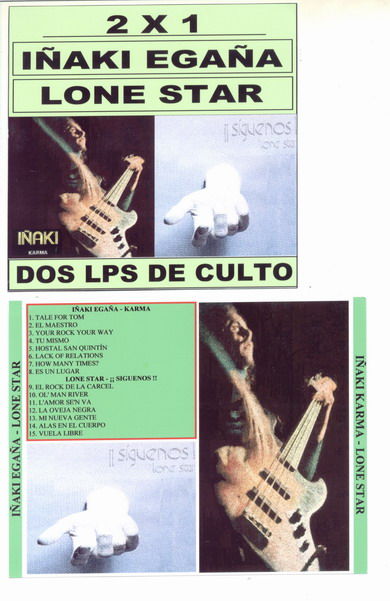 2 X 1
IÑAKI EGAÑA
LONE STAR
¡¡ síguenos !
lone star
IÑAKI
KARMA
DOS LPS DE CULTO
IÑAKI EGAÑA - LONE STAR
IÑAKI EGAÑA - KARMA
1. TALE FOR TOM
2. EL MAESTRO
3. YOUR ROCK YOUR WAY
4. TU MISMO
5. HOSTAL SAN QUINTÍN
6. LACK OF RELATIONS
7. HOW MANY TIMES?
8. ES UN LUGAR
LONE STAR - ¡¡ SIGUENOS !!
9. EL ROCK DE LA CARCEL
10. OL' MAN RIVER
11. L'AMOR SE'N VA
12. LA OVEJA NEGRA
13. MI NUEVA GENTE
14. ALAS EN EL CUERPO
15. VUELA LIBRE
¡¡ síguenos !
lone star
IÑAKI KARMA - LONE STAR